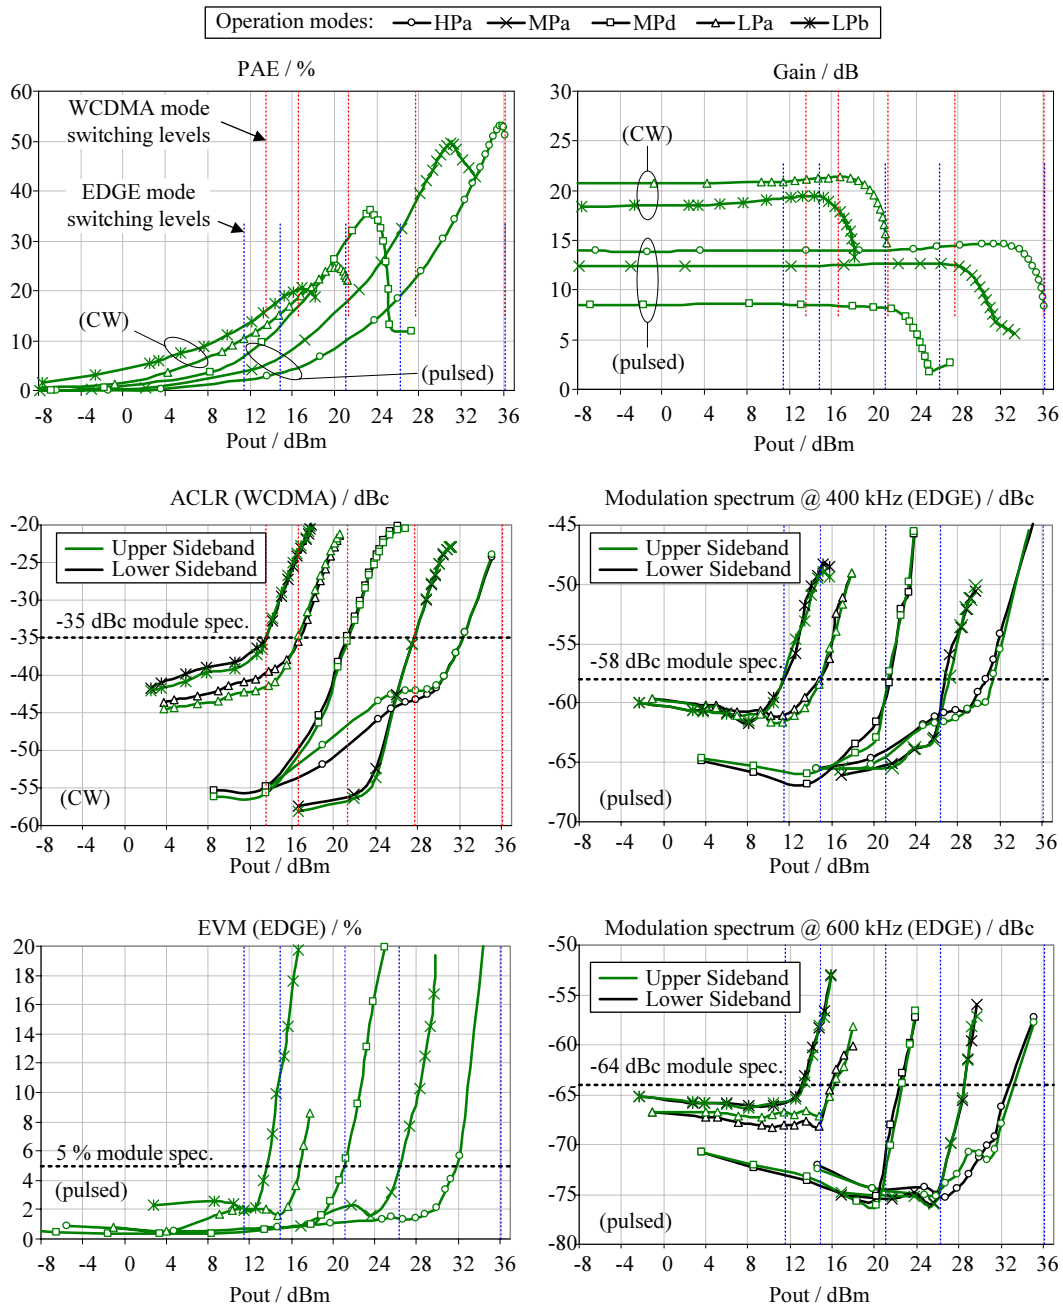 Operation modes: HPa MPa MPd LPa LPb
PAE / %
60
50
40
30
20
10
0
WCDMA mode
switching levels
EDGE mode
switching levels
(CW)
(pulsed)
-8 -4 0 4 8 12 16 20 24 28 32 36
Pout / dBm
Gain / dB
30
25
20
15
10
5
0
(CW)
(pulsed)
-8 -4 0 4 8 12 16 20 24 28 32 36
Pout / dBm
ACLR (WCDMA) / dBc
-20
-25
-30
-35
-40
-45
-50
-55
-60
Upper Sideband
Lower Sideband
-35 dBc module spec.
(CW)
-8 -4 0 4 8 12 16 20 24 28 32 36
Pout / dBm
Modulation spectrum @ 400 kHz (EDGE) / dBc
-45
-50
-55
-60
-65
-70
Upper Sideband
Lower Sideband
-58 dBc module spec.
(pulsed)
-8 -4 0 4 8 12 16 20 24 28 32 36
Pout / dBm
EVM (EDGE) / %
20
18
16
14
12
10
8
6
4
2
0
5 % module spec.
(pulsed)
-8 -4 0 4 8 12 16 20 24 28 32 36
Pout / dBm
Modulation spectrum @ 600 kHz (EDGE) / dBc
-50
-55
-60
-65
-70
-75
-80
Upper Sideband
Lower Sideband
-64 dBc module spec.
(pulsed)
-8 -4 0 4 8 12 16 20 24 28 32 36
Pout / dBm